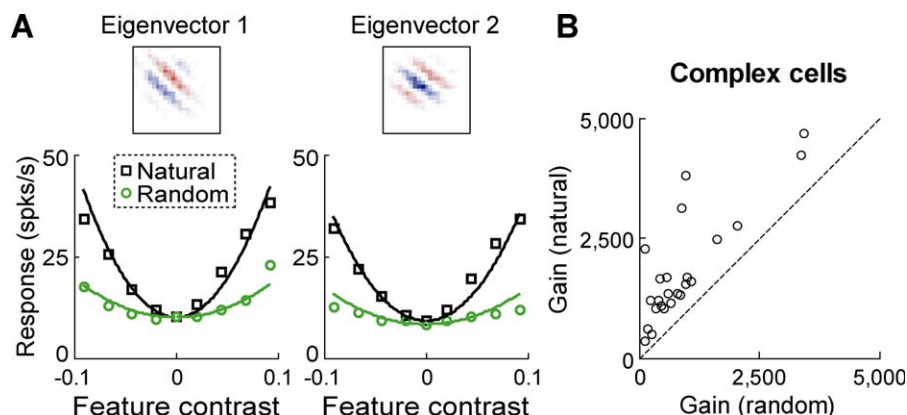 A
Eigenvector 1
Eigenvector 2
50
25
0
Response (spks/s)
Natural
Random
-0.1
0
0.1
Feature contrast
50
25
0
-0.1
0
0.1
Feature contrast
B
Complex cells
5,000
2,500
0
Gain (natural)
0
2,500
5,000
Gain (random)